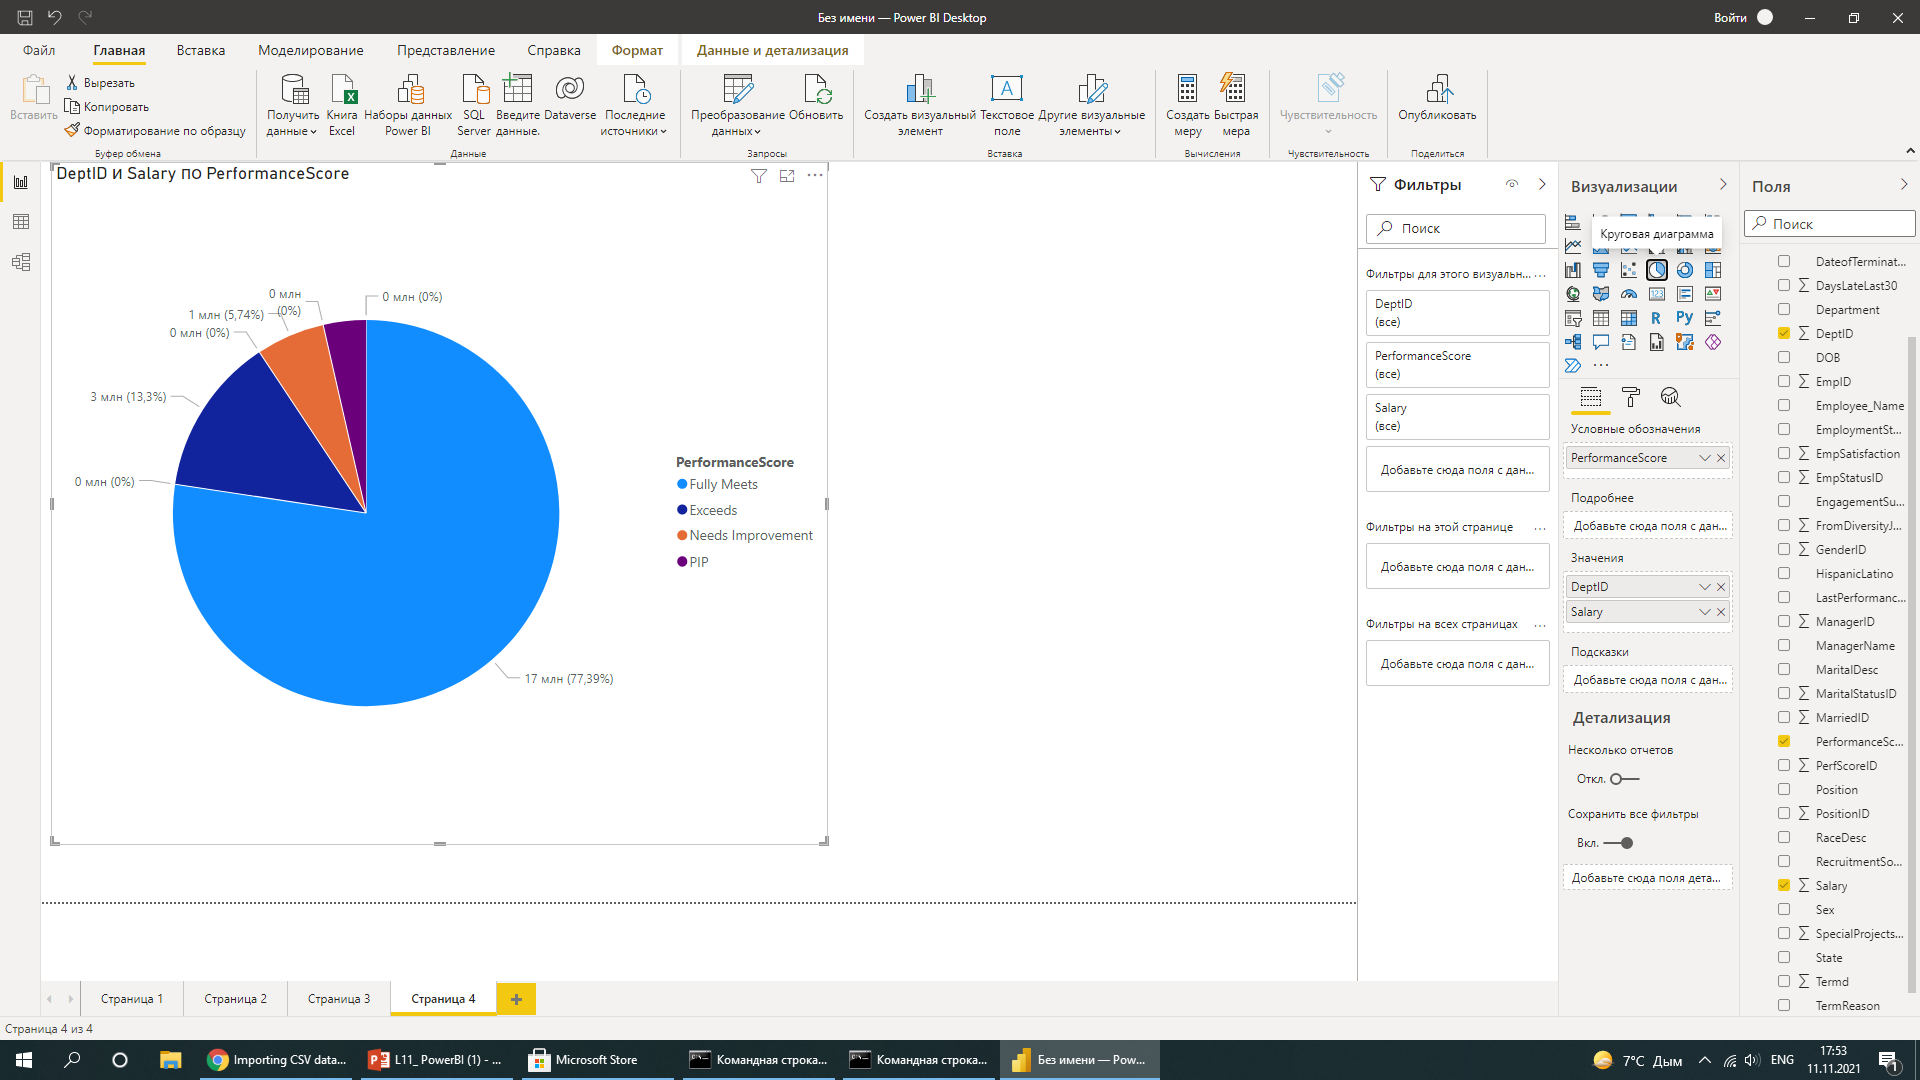 Без имени — Power BI Desktop
Войти
Файл
Главная
Вставка
Моделирование
Представление
Справка
Формат
Данные и детализация
Вставить
Вырезать
Копировать
Форматирование по образцу
Буфер обмена
Получить данные
Книга Excel
Наборы данных Power BI
SQL Server
Введите данные.
Dataverse
Последние источники
Данные
Преобразование данных
Обновить
Запросы
Создать визуальный элемент
Текстовое поле
Другие визуальные элементы
Вставка
Создать меру
Быстрая мера
Вычисления
Чувствительность
Чувствительность
Опубликовать
Поделиться
DeptID и Salary по PerformanceScore
0 млн (0%)
0 млн (0%)
1 млн (5,74%)
0 млн (0%)
3 млн (13,3%)
0 млн (0%)
17 млн (77,39%)
PerformanceScore
Fully Meets
Exceeds
Needs Improvement
PIP
Фильтры
Поиск
Фильтры для этого визуальн...
DeptID
(все)
PerformanceScore
(все)
Salary
(все)
Добавьте сюда поля с дан...
Фильтры на этой странице
Добавьте сюда поля с дан...
Фильтры на всех страницах
Добавьте сюда поля с дан...
Визуализации
Круговая диаграмма
R
Py
Условные обозначения
PerformanceScore
Подробнее
Добавьте сюда поля с дан...
Значения
DeptID
Salary
Подсказки
Добавьте сюда поля с дан...
Детализация
Несколько отчетов
Откл.
Сохранить все фильтры
Вкл.
Добавьте сюда поля дета...
Поля
Поиск
DateofTerminat...
DaysLateLast30
Department
DeptID
DOB
EmpID
Employee_Name
EmploymentSt...
EmpSatisfaction
EmpStatusID
EngagementSu...
FromDiversityJ...
GenderID
HispanicLatino
LastPerformanc...
ManagerID
ManagerName
MaritalDesc
MaritalStatusID
MarriedID
PerformanceSc...
PerfScoreID
Position
PositionID
RaceDesc
RecruitmentSo...
Salary
Sex
SpecialProjects...
State
Termd
TermReason
Страница 1
Страница 2
Страница 3
Страница 4
Страница 4 из 4
Importing CSV data...
L11_ PowerBI (1) - ...
Microsoft Store
Командная строка...
Командная строка...
Без имени — Pow...
7°C Дым
ENG
17:53
11.11.2021
1